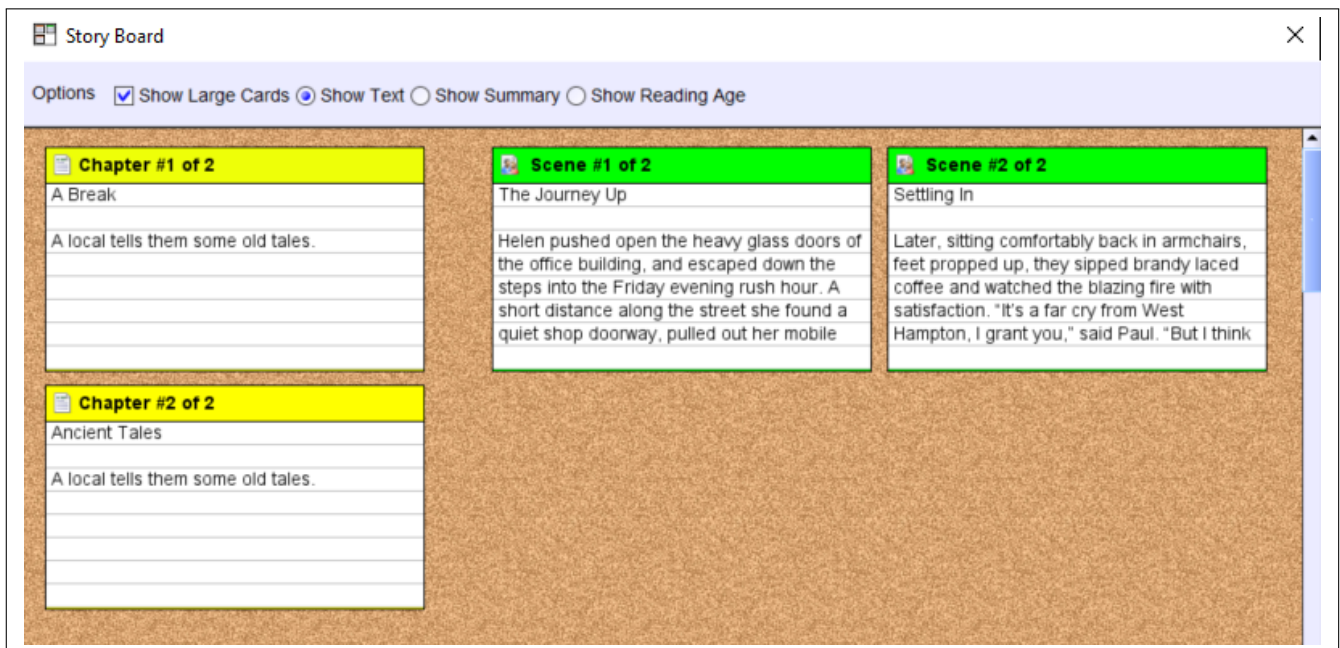 Story Board
Options Show Large Cards Show Text Show Summary Show Reading Age
Chapter #1 of 2
A Break
A local tells them some old tales.
Scene #1 of 2
The Journey Up
Helen pushed open the heavy glass doors of
the office building, and escaped down the
steps into the Friday evening rush hour. A
short distance along the street she found a
quiet shop doorway, pulled out her mobile
Scene #2 of 2
Settling In
Later, sitting comfortably back in armchairs,
feet propped up, they sipped brandy laced
coffee and watched the blazing fire with
satisfaction. “It's a far cry from West
Hampton, I grant you,” said Paul. “But I think
Chapter #2 of 2
Ancient Tales
A local tells them some old tales.